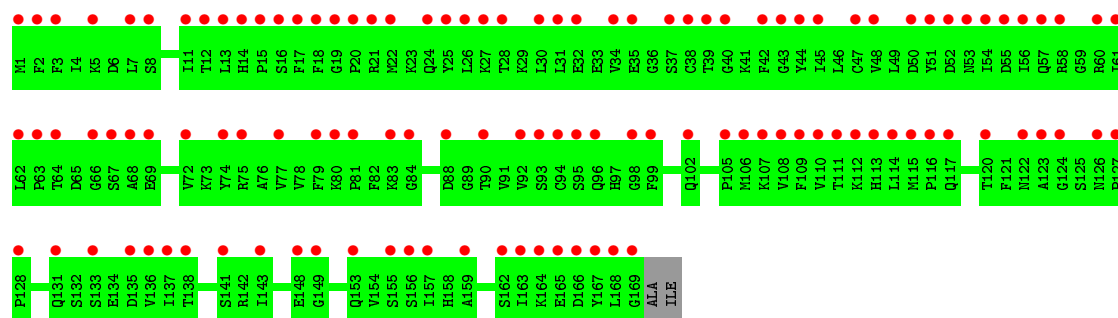 M1 F2 F3 I4 K5 D6 L7 S8 I11 T12 L13 H14 P15 S16 F17 F18 G19 P20 R21 M22 K23 Q24 Y25 L26 K27 T28 K29 L30 L31 E32 E33 V34 E35 G36 S37 C38 T39 G40 K41 F42 G43 Y44 I45 L46 C47 V48 L49 D50 Y51 D52 N53 I54 D55 I56 Q57 R58 G59 R60 I61
L62 P63 T64 D65 G66 S67 A68 E69 V72 K73 Y74 R75 A76 V77 V78 F79 K80 P81 F82 K83 G84 D88 G89 T90 V91 V92 S93 C94 S95 Q96 H97 G98 F99 Q102 P105 M106 K107 V108 F109 V110 T111 K112 H113 L114 M115 P116 Q117 T120 F121 N122 A123 G124 S125 N126 P127
P128 Q131 S132 S133 E134 D135 V136 I137 T138 S141 R142 I143 E148 G149 Q153 V154 S155 S156 I157 H158 A159 S162 I163 K164 E165 D166 Y167 L168 G169 ALA ILE